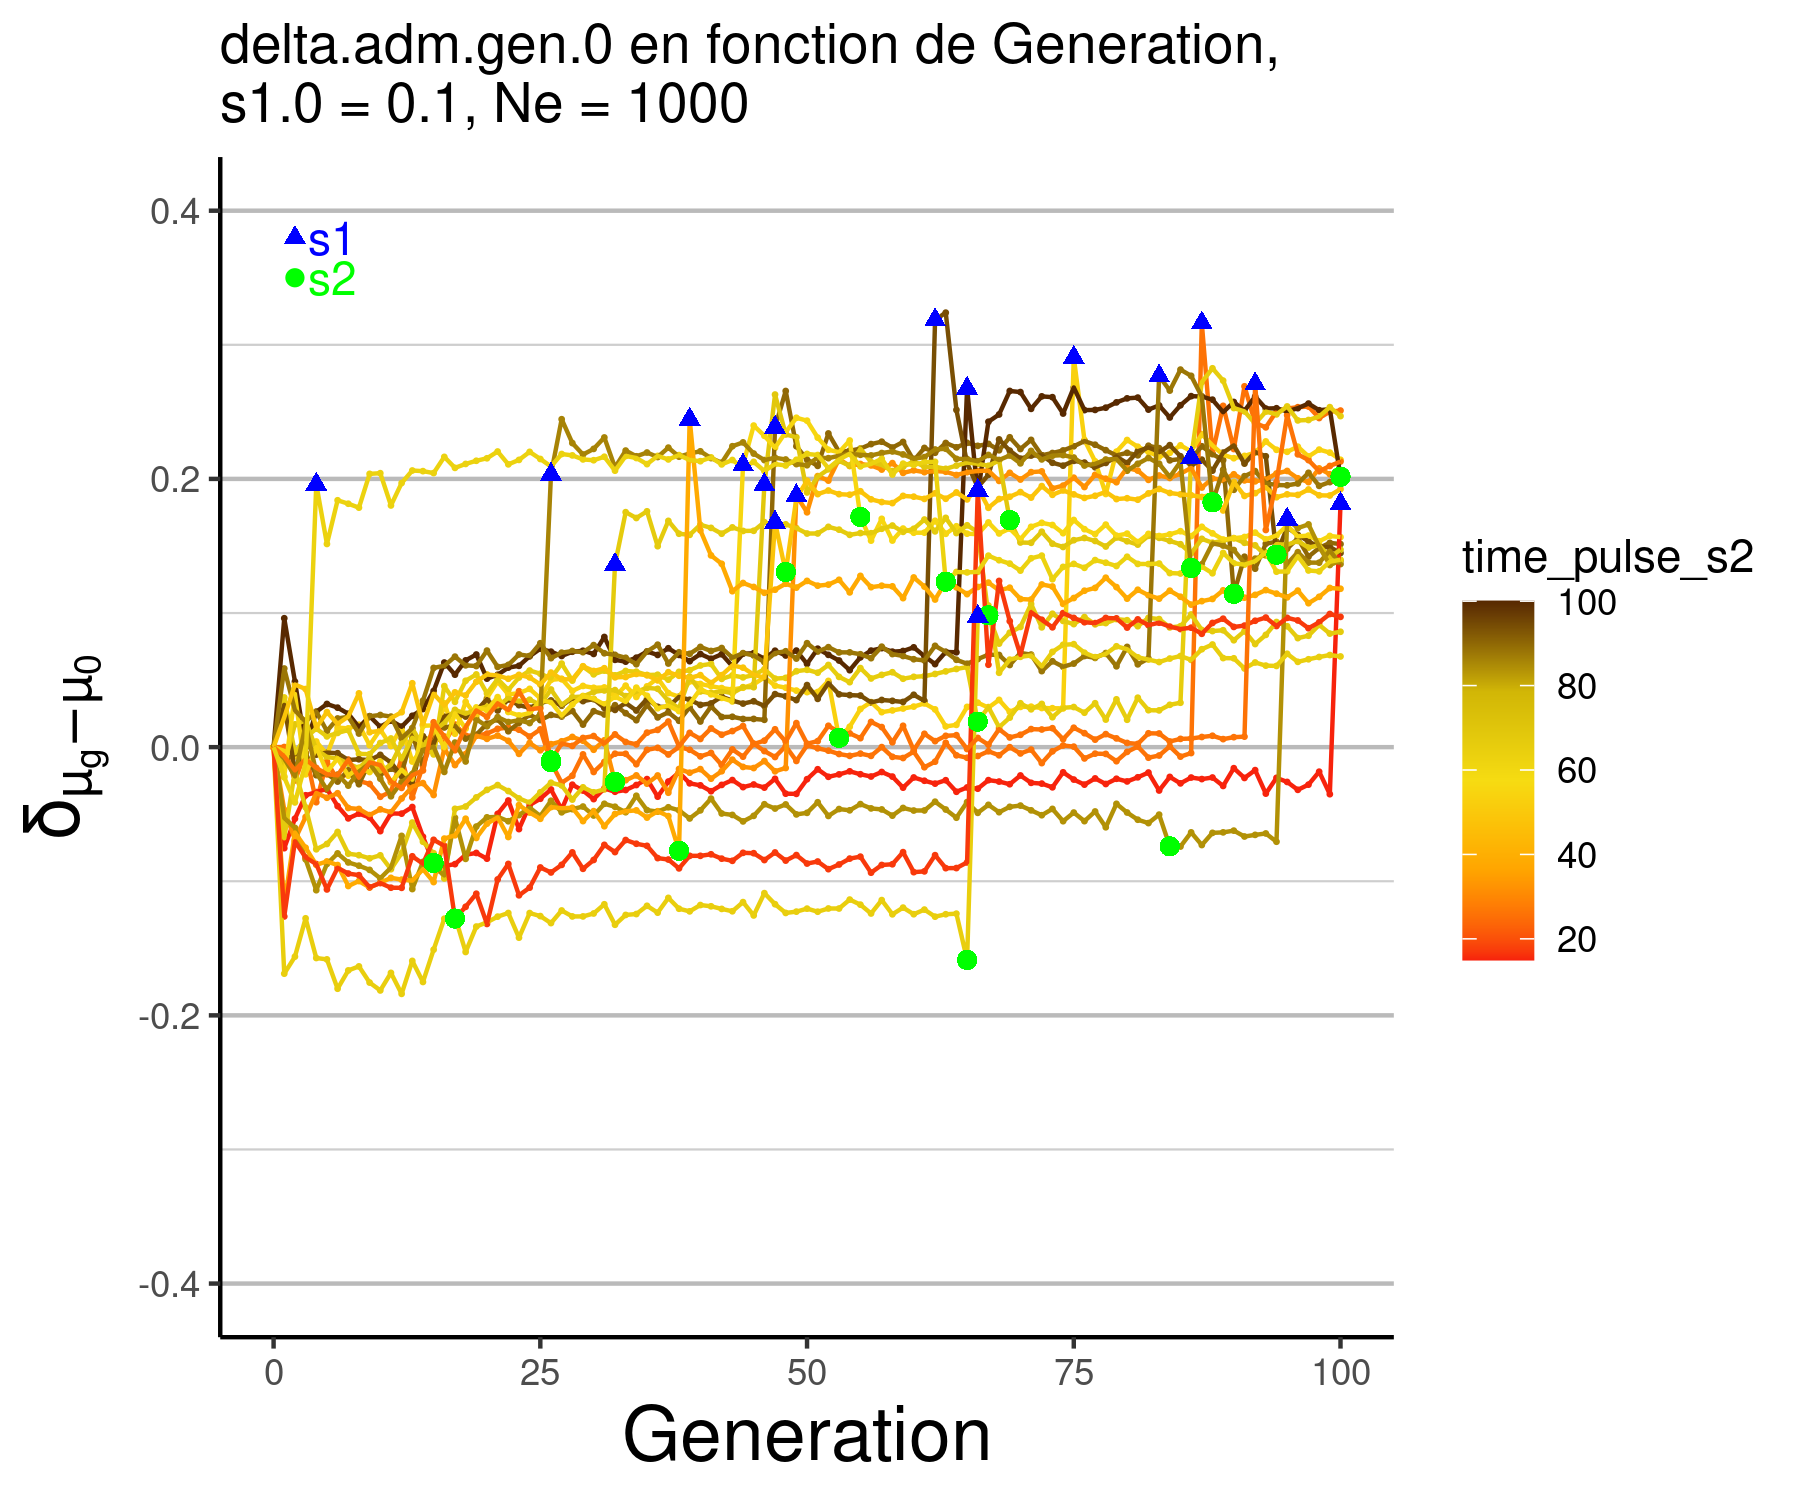 delta.adm.gen.0 en fonction de Generation,
s1.0 = 0.1, Ne = 1000
s1
s2
0.4
0.2
0.0
-0.2
-0.4
δμg−μ0
0
25
50
75
100
Generation
time_pulse_s2
100
80
60
40
20